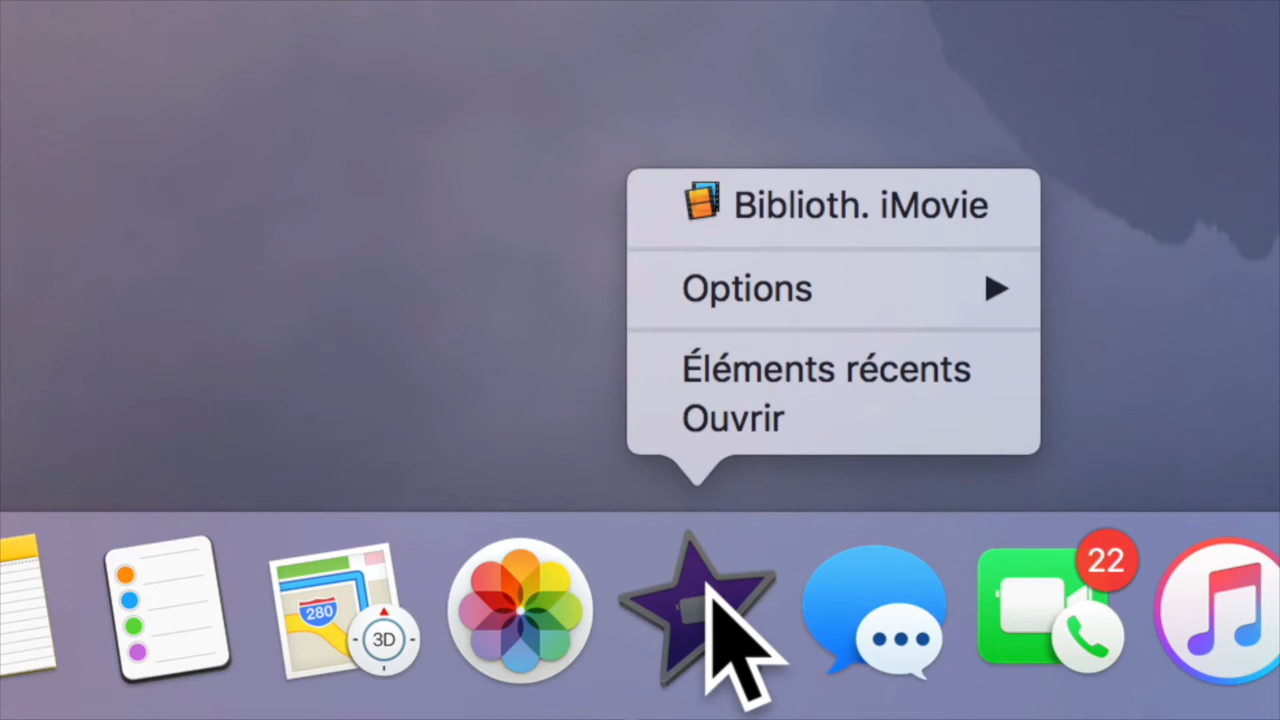 Biblioth. iMovie
Options
Éléments récents
Ouvrir
22
280
3D